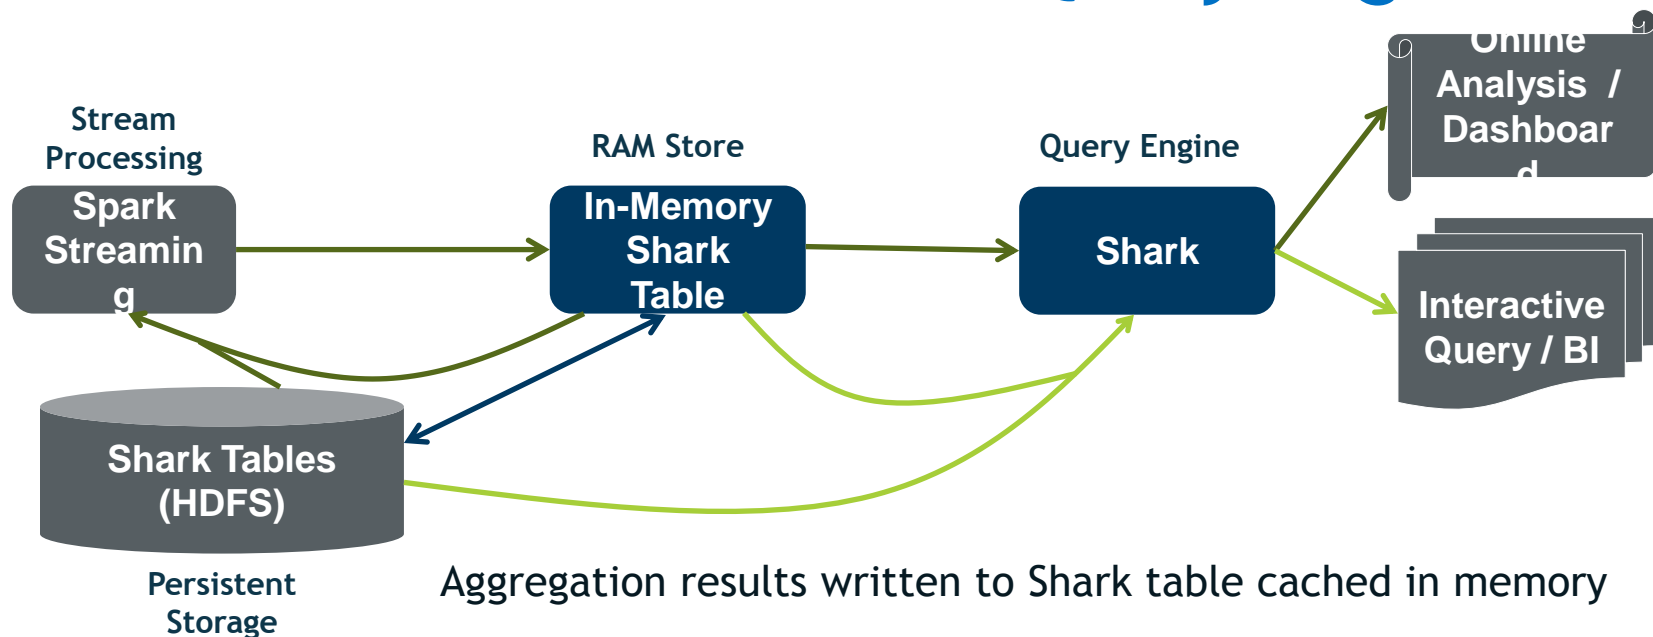 Stream
Processing
Spark
Streamin
g
RAM Store
In-Memory
Shark
Table
Query Engine
Shark
Online
Analysis /
Dashboar
d
Interactive
Query / BI
Shark Tables
(HDFS)
Persistent
Storage
Aggregation results written to Shark table cached in memory